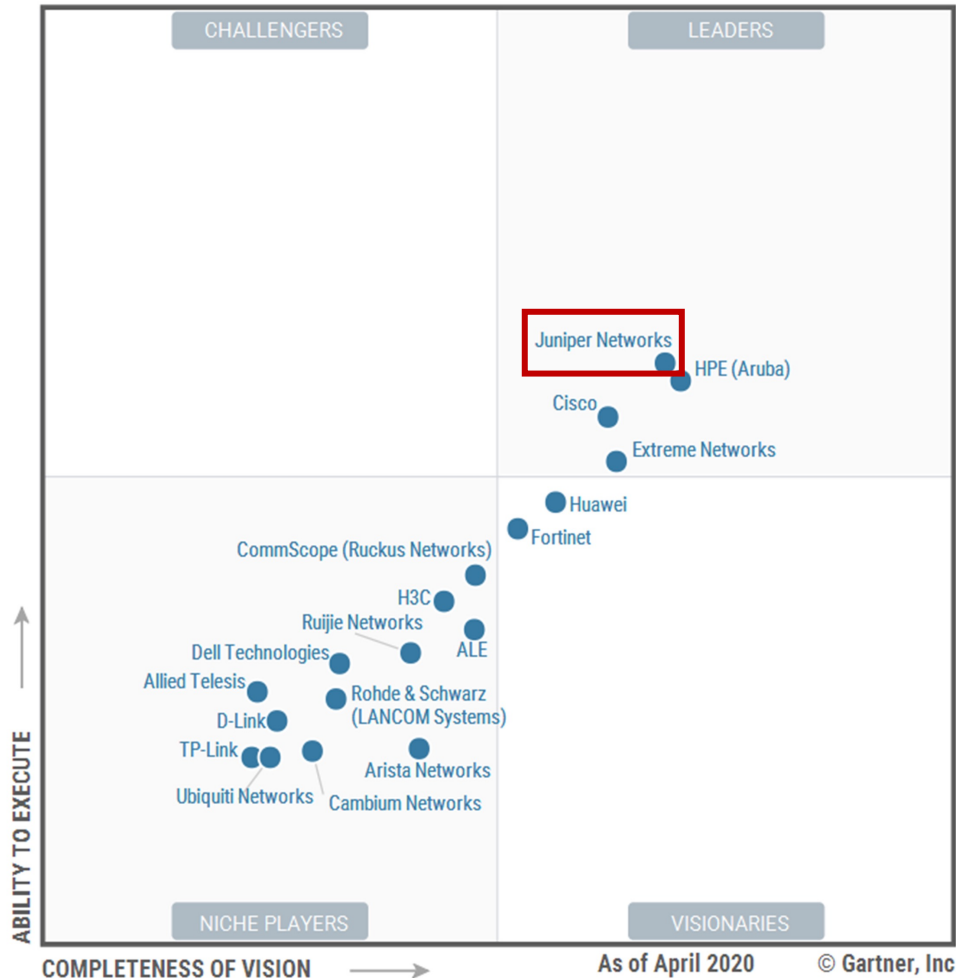 CHALLENGERS
LEADERS
Juniper Networks
HPE (Aruba)
Cisco
Extreme Networks
Huawei
Fortinet
CommScope (Ruckus Networks)
H3C
Ruijie Networks
ALE
Dell Technologies
Allied Telesis
Rohde & Schwarz
(LANCOM Systems)
D-Link
TP-Link
Arista Networks
Ubiquiti Networks
Cambium Networks
ABILITY TO EXECUTE
NICHE PLAYERS
VISIONARIES
COMPLETENESS OF VISION
As of April 2020
© Gartner, Inc